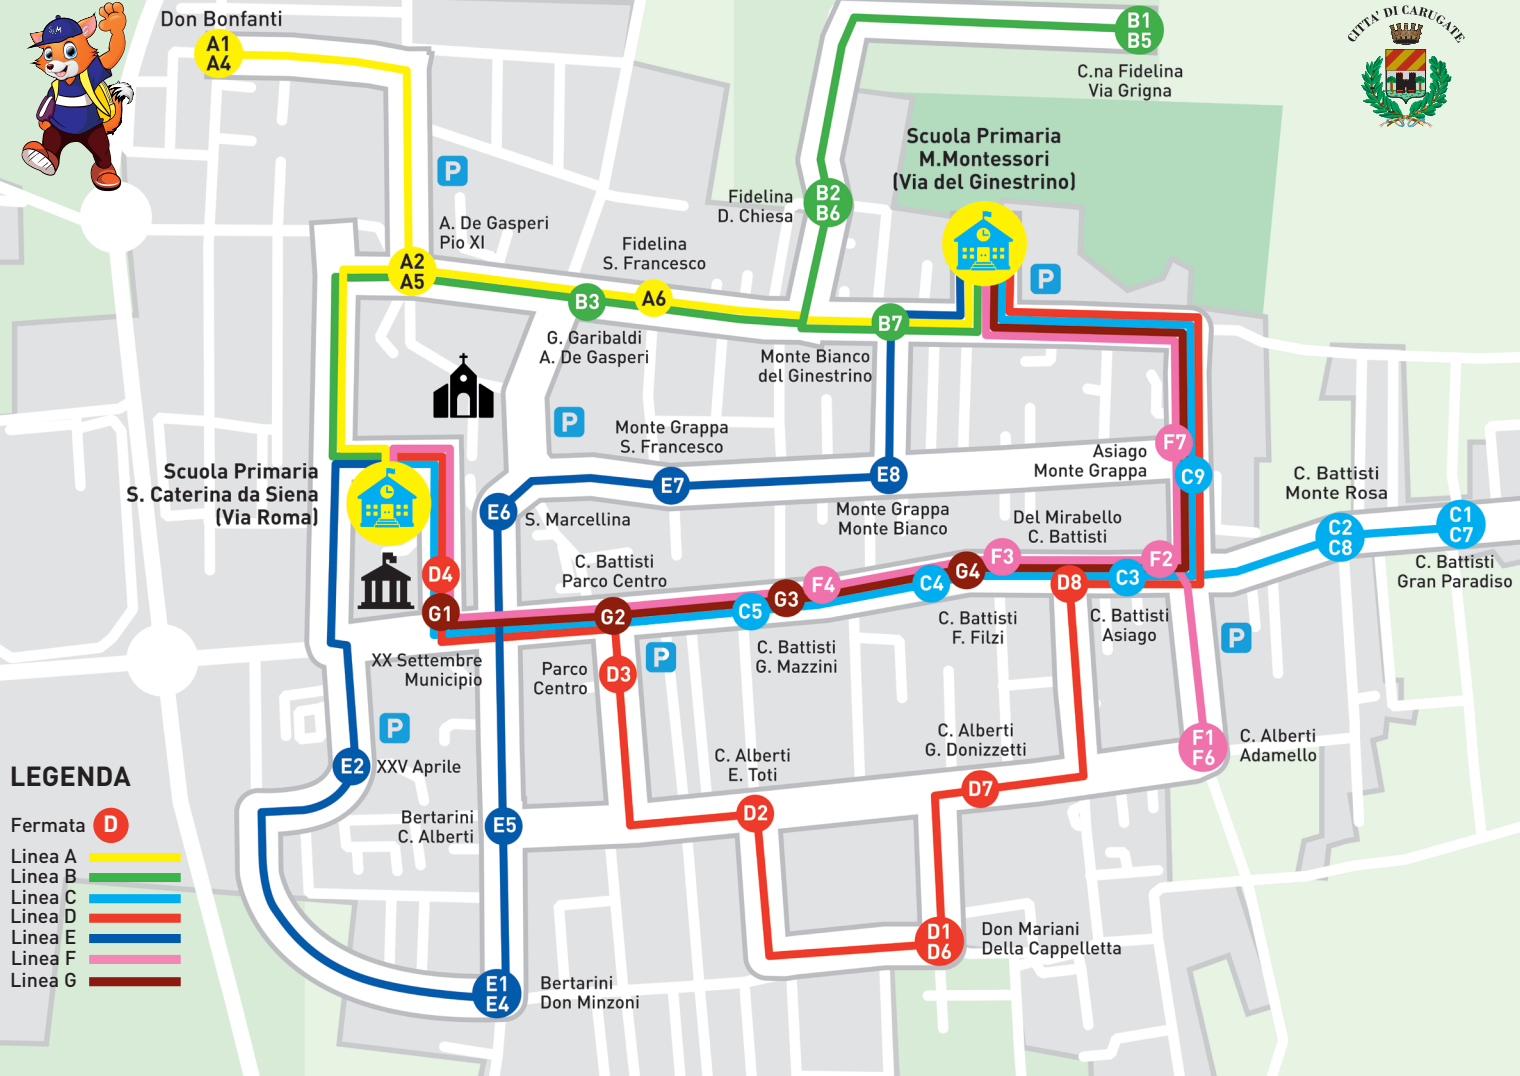 Don Bonfanti
A1
A4
B1
B5
C.na Fidelina
Via Grigna
CITTA' DI CARUGATE
Scuola Primaria
M.Montessori
(Via del Ginestrino)
P
Fidelina
D. Chiesa
B2
B6
A. De Gasperi
Pio XI
Fidelina
S. Francesco
A2
A5
B3
A6
B7
P
G. Garibaldi
A. De Gasperi
Monte Bianco
del Ginestrino
P
Monte Grappa
S. Francesco
Asiago
Monte Grappa
F7
C9
Scuola Primaria
S. Caterina da Siena
(Via Roma)
E7
E8
C. Battisti
Monte Rosa
E6
S. Marcellina
Monte Grappa
Monte Bianco
Del Mirabello
C. Battisti
C2
C8
C1
C7
C. Battisti
Gran Paradiso
C. Battisti
Parco Centro
D4
G1
G2
C5
G3
F4
C4
G4
F3
D8
C3
F2
C. Battisti
F. Filzi
C. Battisti
Asiago
C. Battisti
G. Mazzini
P
P
XX Settembre
Municipio
Parco
Centro
D3
P
C. Alberti
G. Donizzetti
C. Alberti
E. Toti
F1
F6
C. Alberti
Adamello
E2
XXV Aprile
D7
D2
Bertarini
C. Alberti
E5
D1
D6
Don Mariani
Della Cappelletta
E1
E4
Bertarini
Don Minzoni
LEGENDA
Fermata D
Linea A
Linea B
Linea C
Linea D
Linea E
Linea F
Linea G